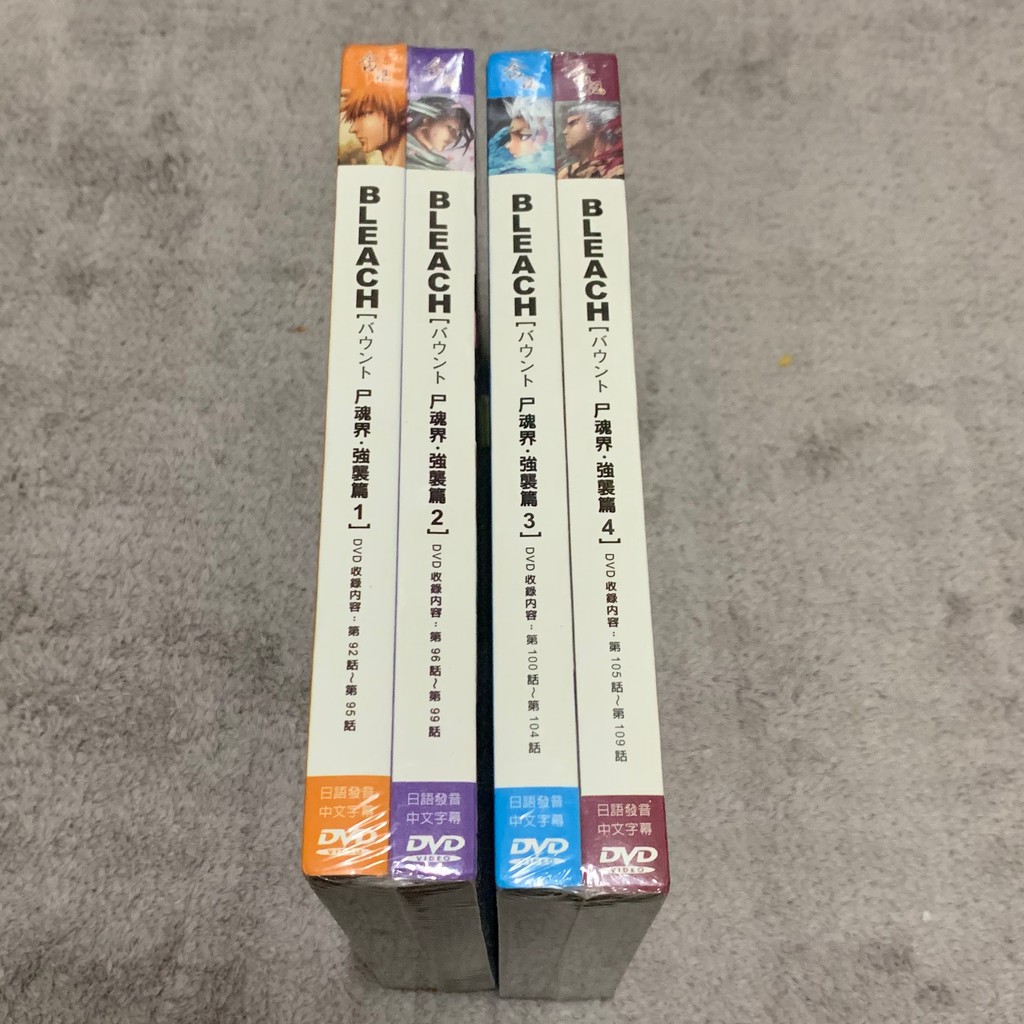 BLEACH [バウント 尸魂界・強襲篇 1] DVD 收錄內容：第 92 話～第 95 話
日語發音
中文字幕
DVD
VIDEO
BLEACH [バウント 尸魂界・強襲篇 2] DVD 收錄內容：第 96 話～第 99 話
日語發音
中文字幕
DVD
VIDEO
BLEACH [バウント 尸魂界・強襲篇 3] DVD 收錄內容：第 100 話～第 104 話
日語發音
中文字幕
DVD
VIDEO
BLEACH [バウント 尸魂界・強襲篇 4] DVD 收錄內容：第 105 話～第 109 話
日語發音
中文字幕
DVD
VIDEO